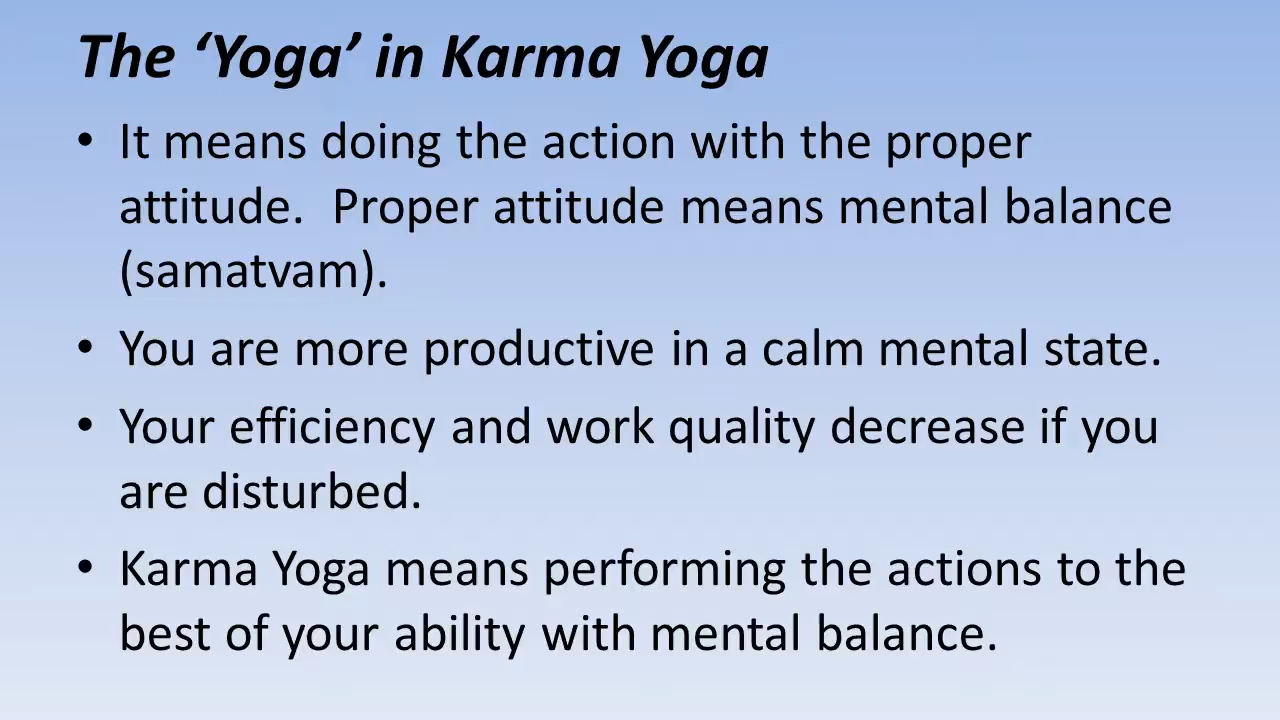 The ‘Yoga’ in Karma Yoga
• It means doing the action with the proper
attitude.  Proper attitude means mental balance
(samatvam).
• You are more productive in a calm mental state.
• Your efficiency and work quality decrease if you
are disturbed.
• Karma Yoga means performing the actions to the
best of your ability with mental balance.